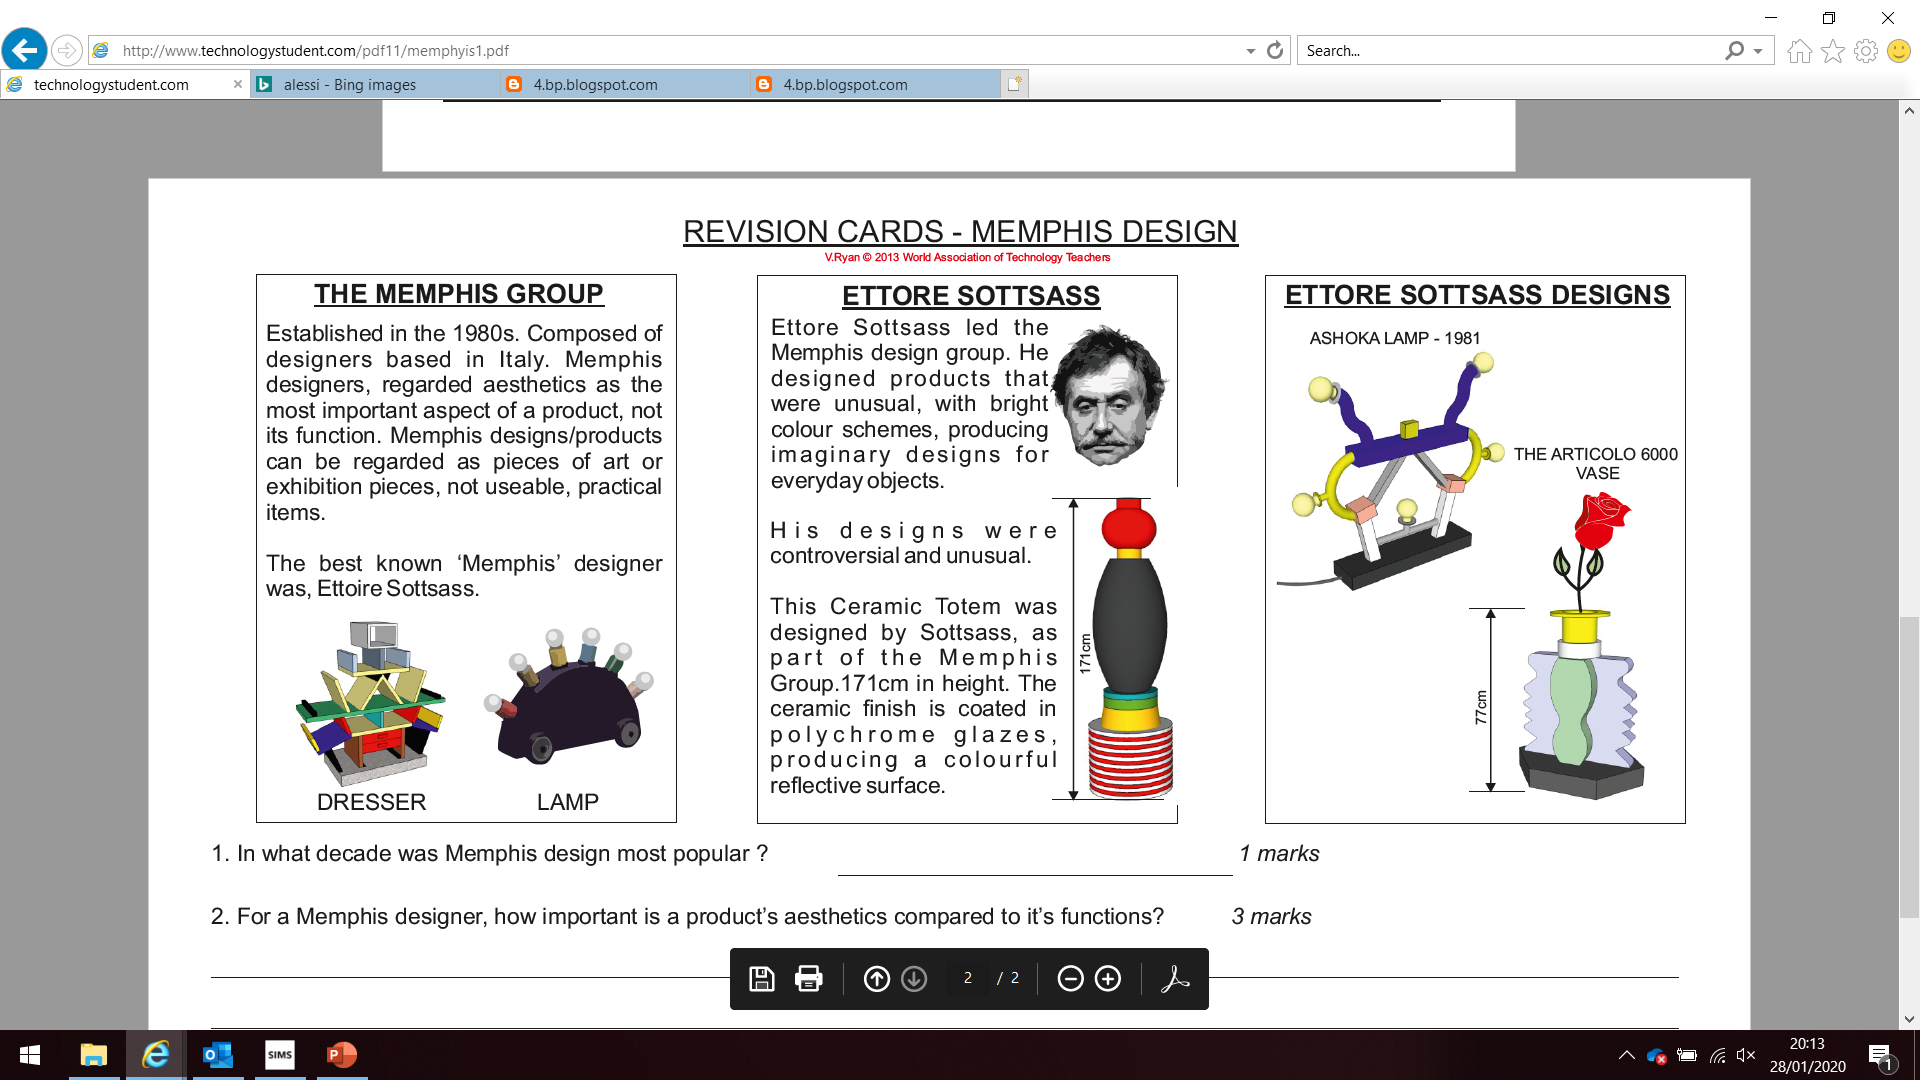 http://www.technologystudent.com/pdf11/memphyis1.pdf
Search...
technologystudent.com
alessi - Bing images
4.bp.blogspot.com
4.bp.blogspot.com
REVISION CARDS - MEMPHIS DESIGN
V.Ryan © 2013 World Association of Technology Teachers
THE MEMPHIS GROUP
Established in the 1980s. Composed of
designers based in Italy. Memphis
designers, regarded aesthetics as the
most important aspect of a product, not
its function. Memphis designs/products
can be regarded as pieces of art or
exhibition pieces, not useable, practical
items.
The best known ‘Memphis’ designer
was, Ettoire Sottsass.
DRESSER
LAMP
ETTORE SOTTSASS
Ettore Sottsass led the
Memphis design group. He
designed products that
were unusual, with bright
colour schemes, producing
imaginary designs for
everyday objects.
His designs were
controversial and unusual.
This Ceramic Totem was
designed by Sottsass, as
part of the Memphis
Group.171cm in height. The
ceramic finish is coated in
polychrome glazes,
producing a colourful
reflective surface.
171cm
ETTORE SOTTSASS DESIGNS
ASHOKA LAMP - 1981
THE ARTICOLO 6000
VASE
77cm
1. In what decade was Memphis design most popular ?
1 marks
2. For a Memphis designer, how important is a product’s aesthetics compared to it’s functions?
3 marks
2 / 2
SIMS
20:13
28/01/2020
1